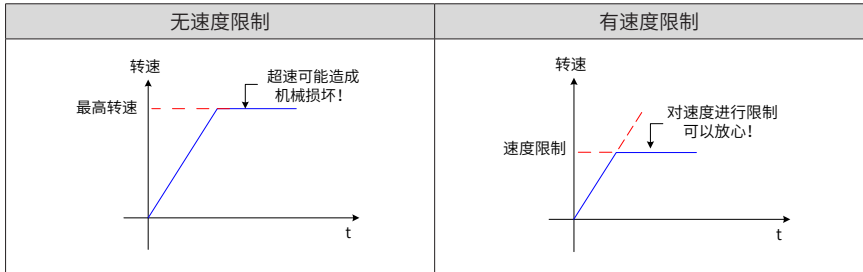 无速度限制
有速度限制
转速
超速可能造成
机械损坏！
最高转速
t
转速
对速度进行限制
可以放心！
速度限制
t